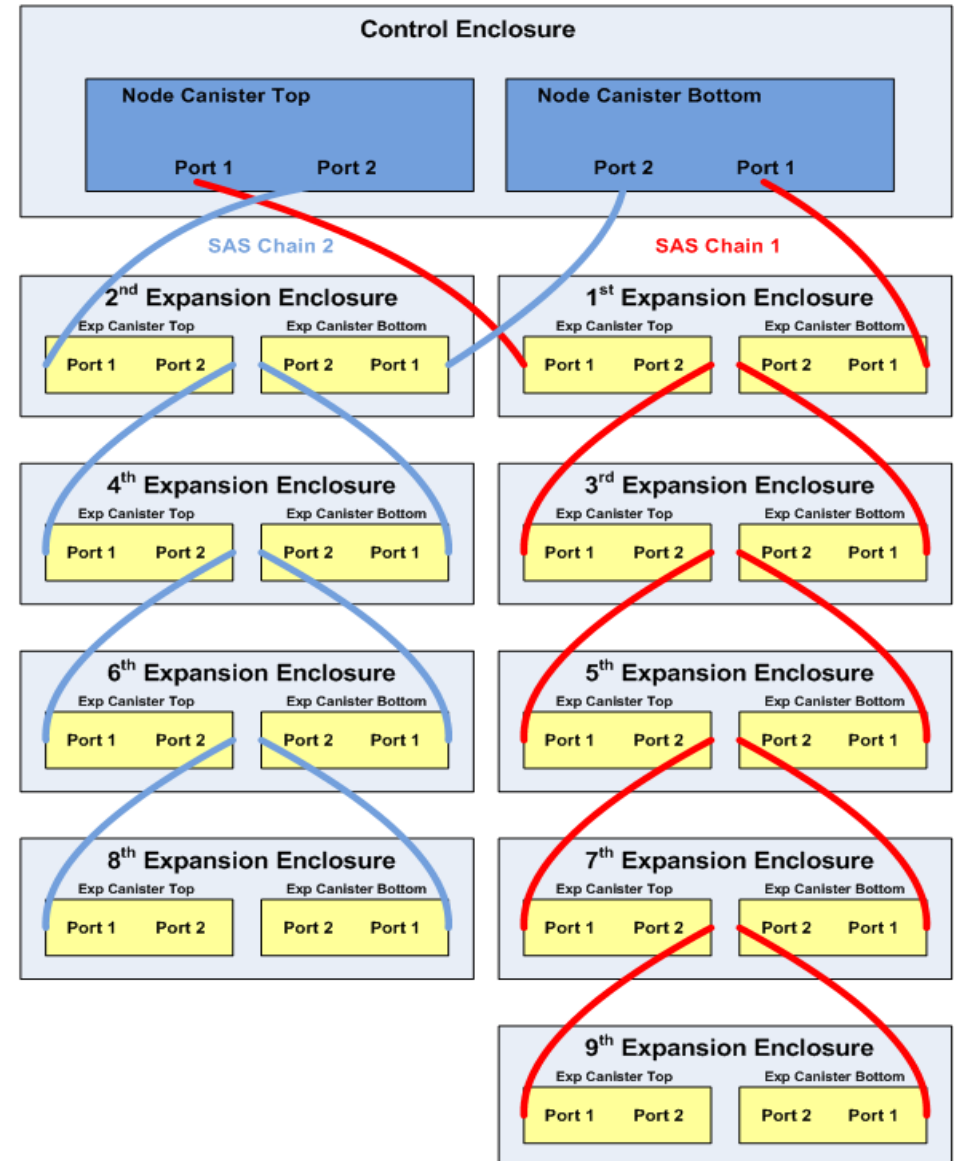 Control Enclosure
Node Canister Top
Node Canister Bottom
Port 1 Port 2
Port 2 Port 1
SAS Chain 2
SAS Chain 1
2nd Expansion Enclosure
Exp Canister Top Exp Canister Bottom
Port 1 Port 2 Port 2 Port 1
1st Expansion Enclosure
Exp Canister Top Exp Canister Bottom
Port 1 Port 2 Port 2 Port 1
4th Expansion Enclosure
Exp Canister Top Exp Canister Bottom
Port 1 Port 2 Port 2 Port 1
3rd Expansion Enclosure
Exp Canister Top Exp Canister Bottom
Port 1 Port 2 Port 2 Port 1
6th Expansion Enclosure
Exp Canister Top Exp Canister Bottom
Port 1 Port 2 Port 2 Port 1
5th Expansion Enclosure
Exp Canister Top Exp Canister Bottom
Port 1 Port 2 Port 2 Port 1
8th Expansion Enclosure
Exp Canister Top Exp Canister Bottom
Port 1 Port 2 Port 2 Port 1
7th Expansion Enclosure
Exp Canister Top Exp Canister Bottom
Port 1 Port 2 Port 2 Port 1
9th Expansion Enclosure
Exp Canister Top Exp Canister Bottom
Port 1 Port 2 Port 2 Port 1